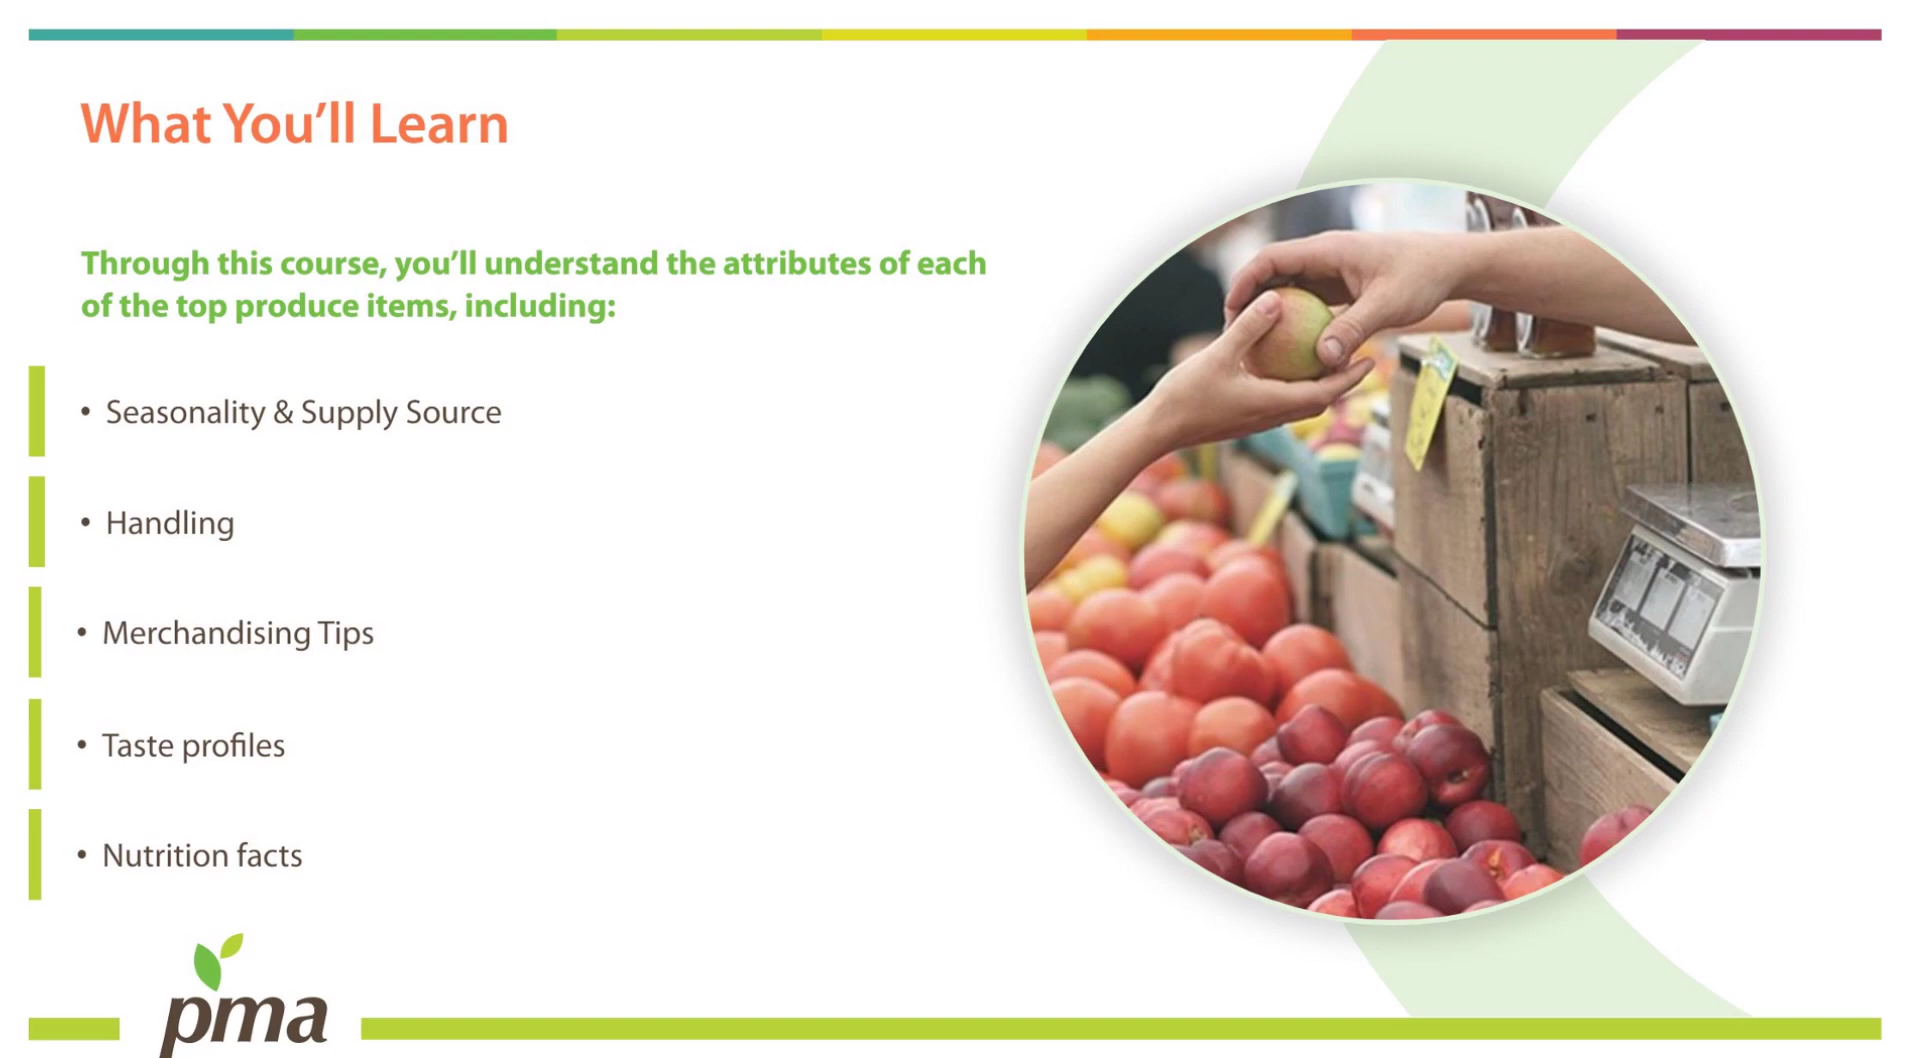 What You’ll Learn
Through this course, you’ll understand the attributes of each
of the top produce items, including:
• Seasonality & Supply Source
• Handling
• Merchandising Tips
• Taste profiles
• Nutrition facts
pma